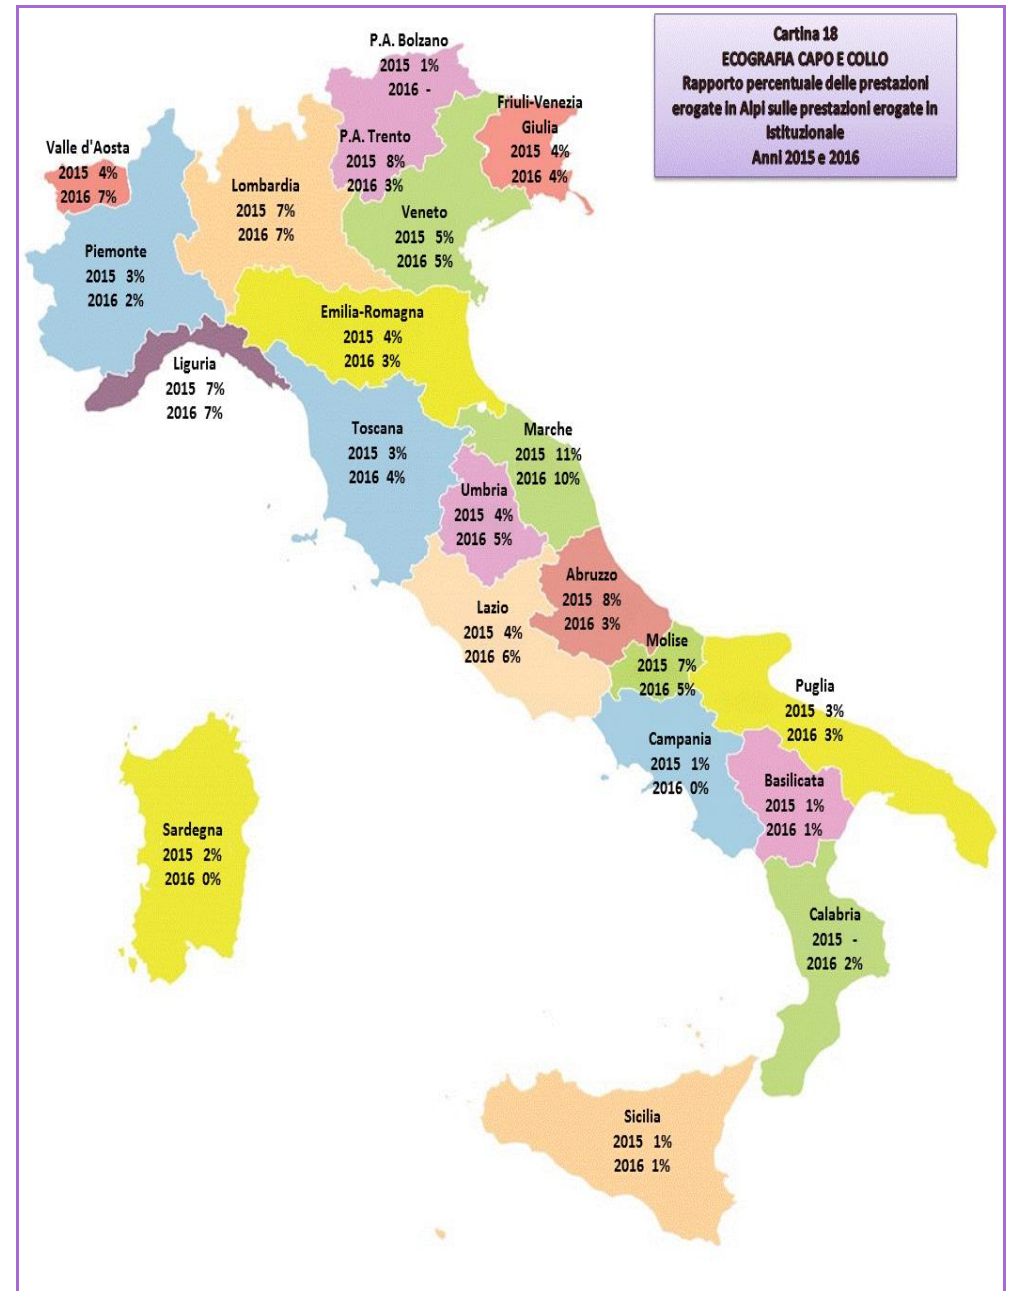 Cartina 18
ECOGRAFIA CAPO E COLLO
Rapporto percentuale delle prestazioni
erogate in Alpi sulle prestazioni erogate in
Istituzionale
Anni 2015 e 2016
P.A. Bolzano
2015 1%
2016 -
Friuli-Venezia
Giulia
2015 4%
2016 4%
P.A. Trento
2015 8%
2016 3%
Valle d'Aosta
2015 4%
2016 7%
Lombardia
2015 7%
2016 7%
Veneto
2015 5%
2016 5%
Piemonte
2015 3%
2016 2%
Emilia-Romagna
2015 4%
2016 3%
Liguria
2015 7%
2016 7%
Toscana
2015 3%
2016 4%
Marche
2015 11%
2016 10%
Umbria
2015 4%
2016 5%
Abruzzo
2015 8%
2016 3%
Lazio
2015 4%
2016 6%
Molise
2015 7%
2016 5%
Puglia
2015 3%
2016 3%
Campania
2015 1%
2016 0%
Basilicata
2015 1%
2016 1%
Sardegna
2015 2%
2016 0%
Calabria
2015 -
2016 2%
Sicilia
2015 1%
2016 1%